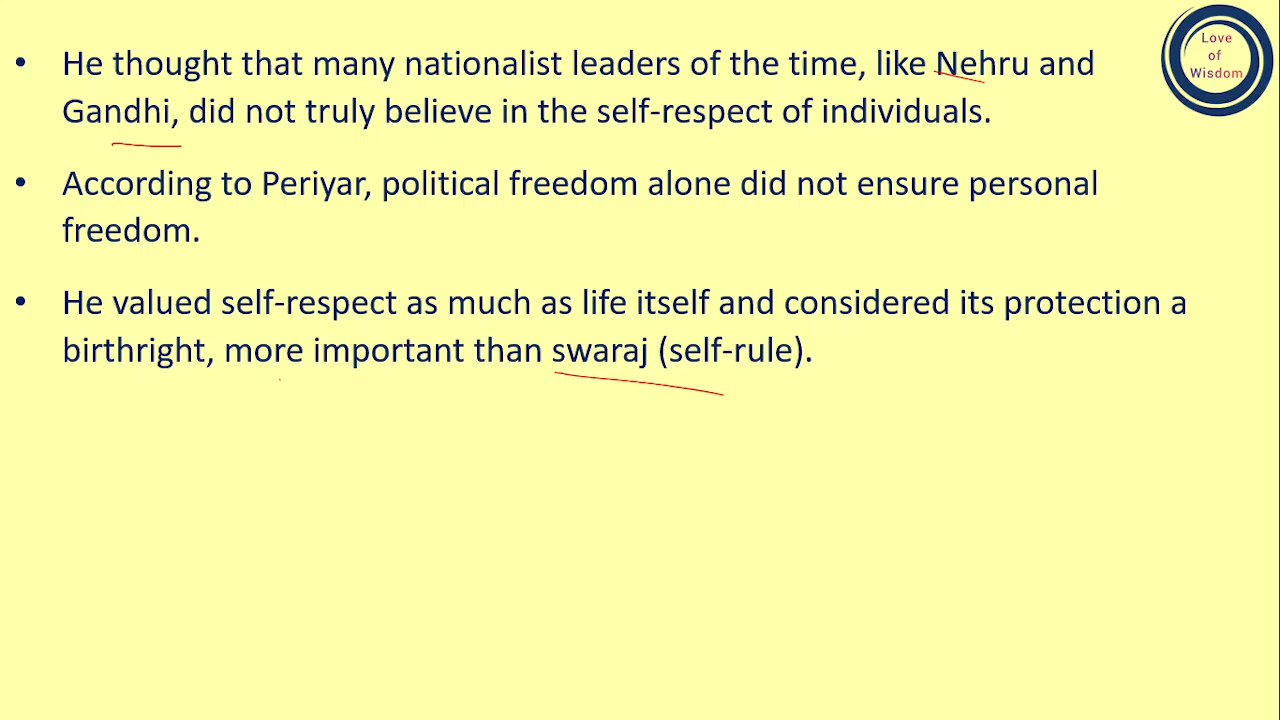 • He thought that many nationalist leaders of the time, like Nehru and
Gandhi, did not truly believe in the self-respect of individuals.
• According to Periyar, political freedom alone did not ensure personal
freedom.
• He valued self-respect as much as life itself and considered its protection a
birthright, more important than swaraj (self-rule).
Love
of
Wisdom